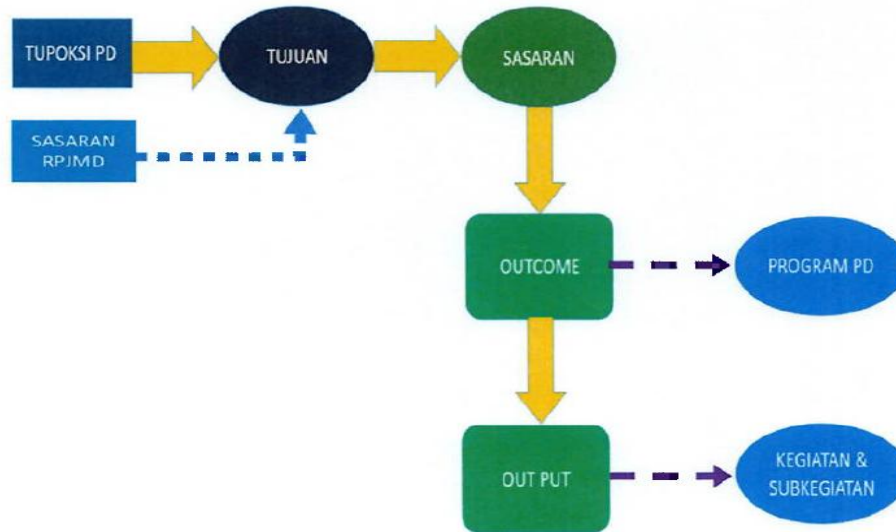 TUPOKSI PD
TUJUAN
SASARAN
SASARAN
RPJMD
OUTCOME
PROGRAM PD
OUT PUT
KEGIATAN &
SUBKEGIATAN